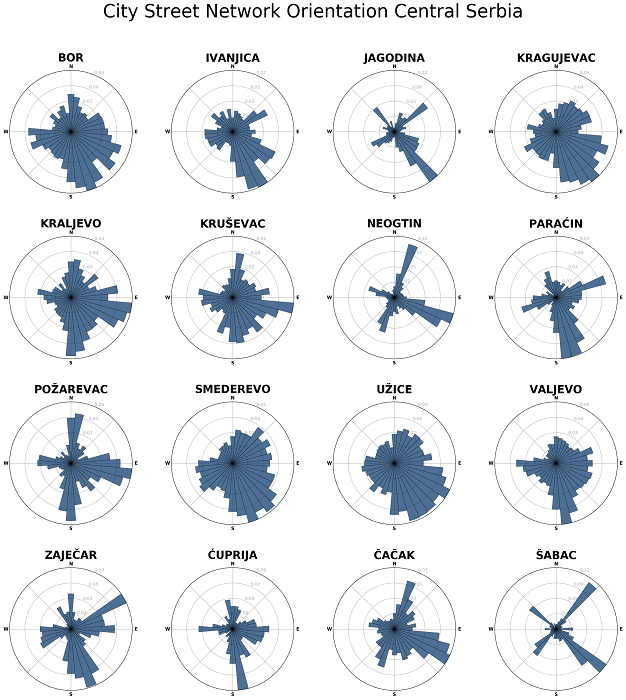 City Street Network Orientation Central Serbia
BOR IVANJICA JAGODINA KRAGUJEVAC
N N N N
W E W E W E W E
S S S S
KRALJEVO KRUŠEVAC NEOGTIN PARAĆIN
N N N N
W E W E W E W E
S S S S
POŽAREVAC SMEDEREVO UŽICE VALJEVO
N N N N
W E W E W E W E
S S S S
ZAJEČAR ĆUPRIJA ČAČAK ŠABAC
N N N N
W E W E W E W E
S S S S